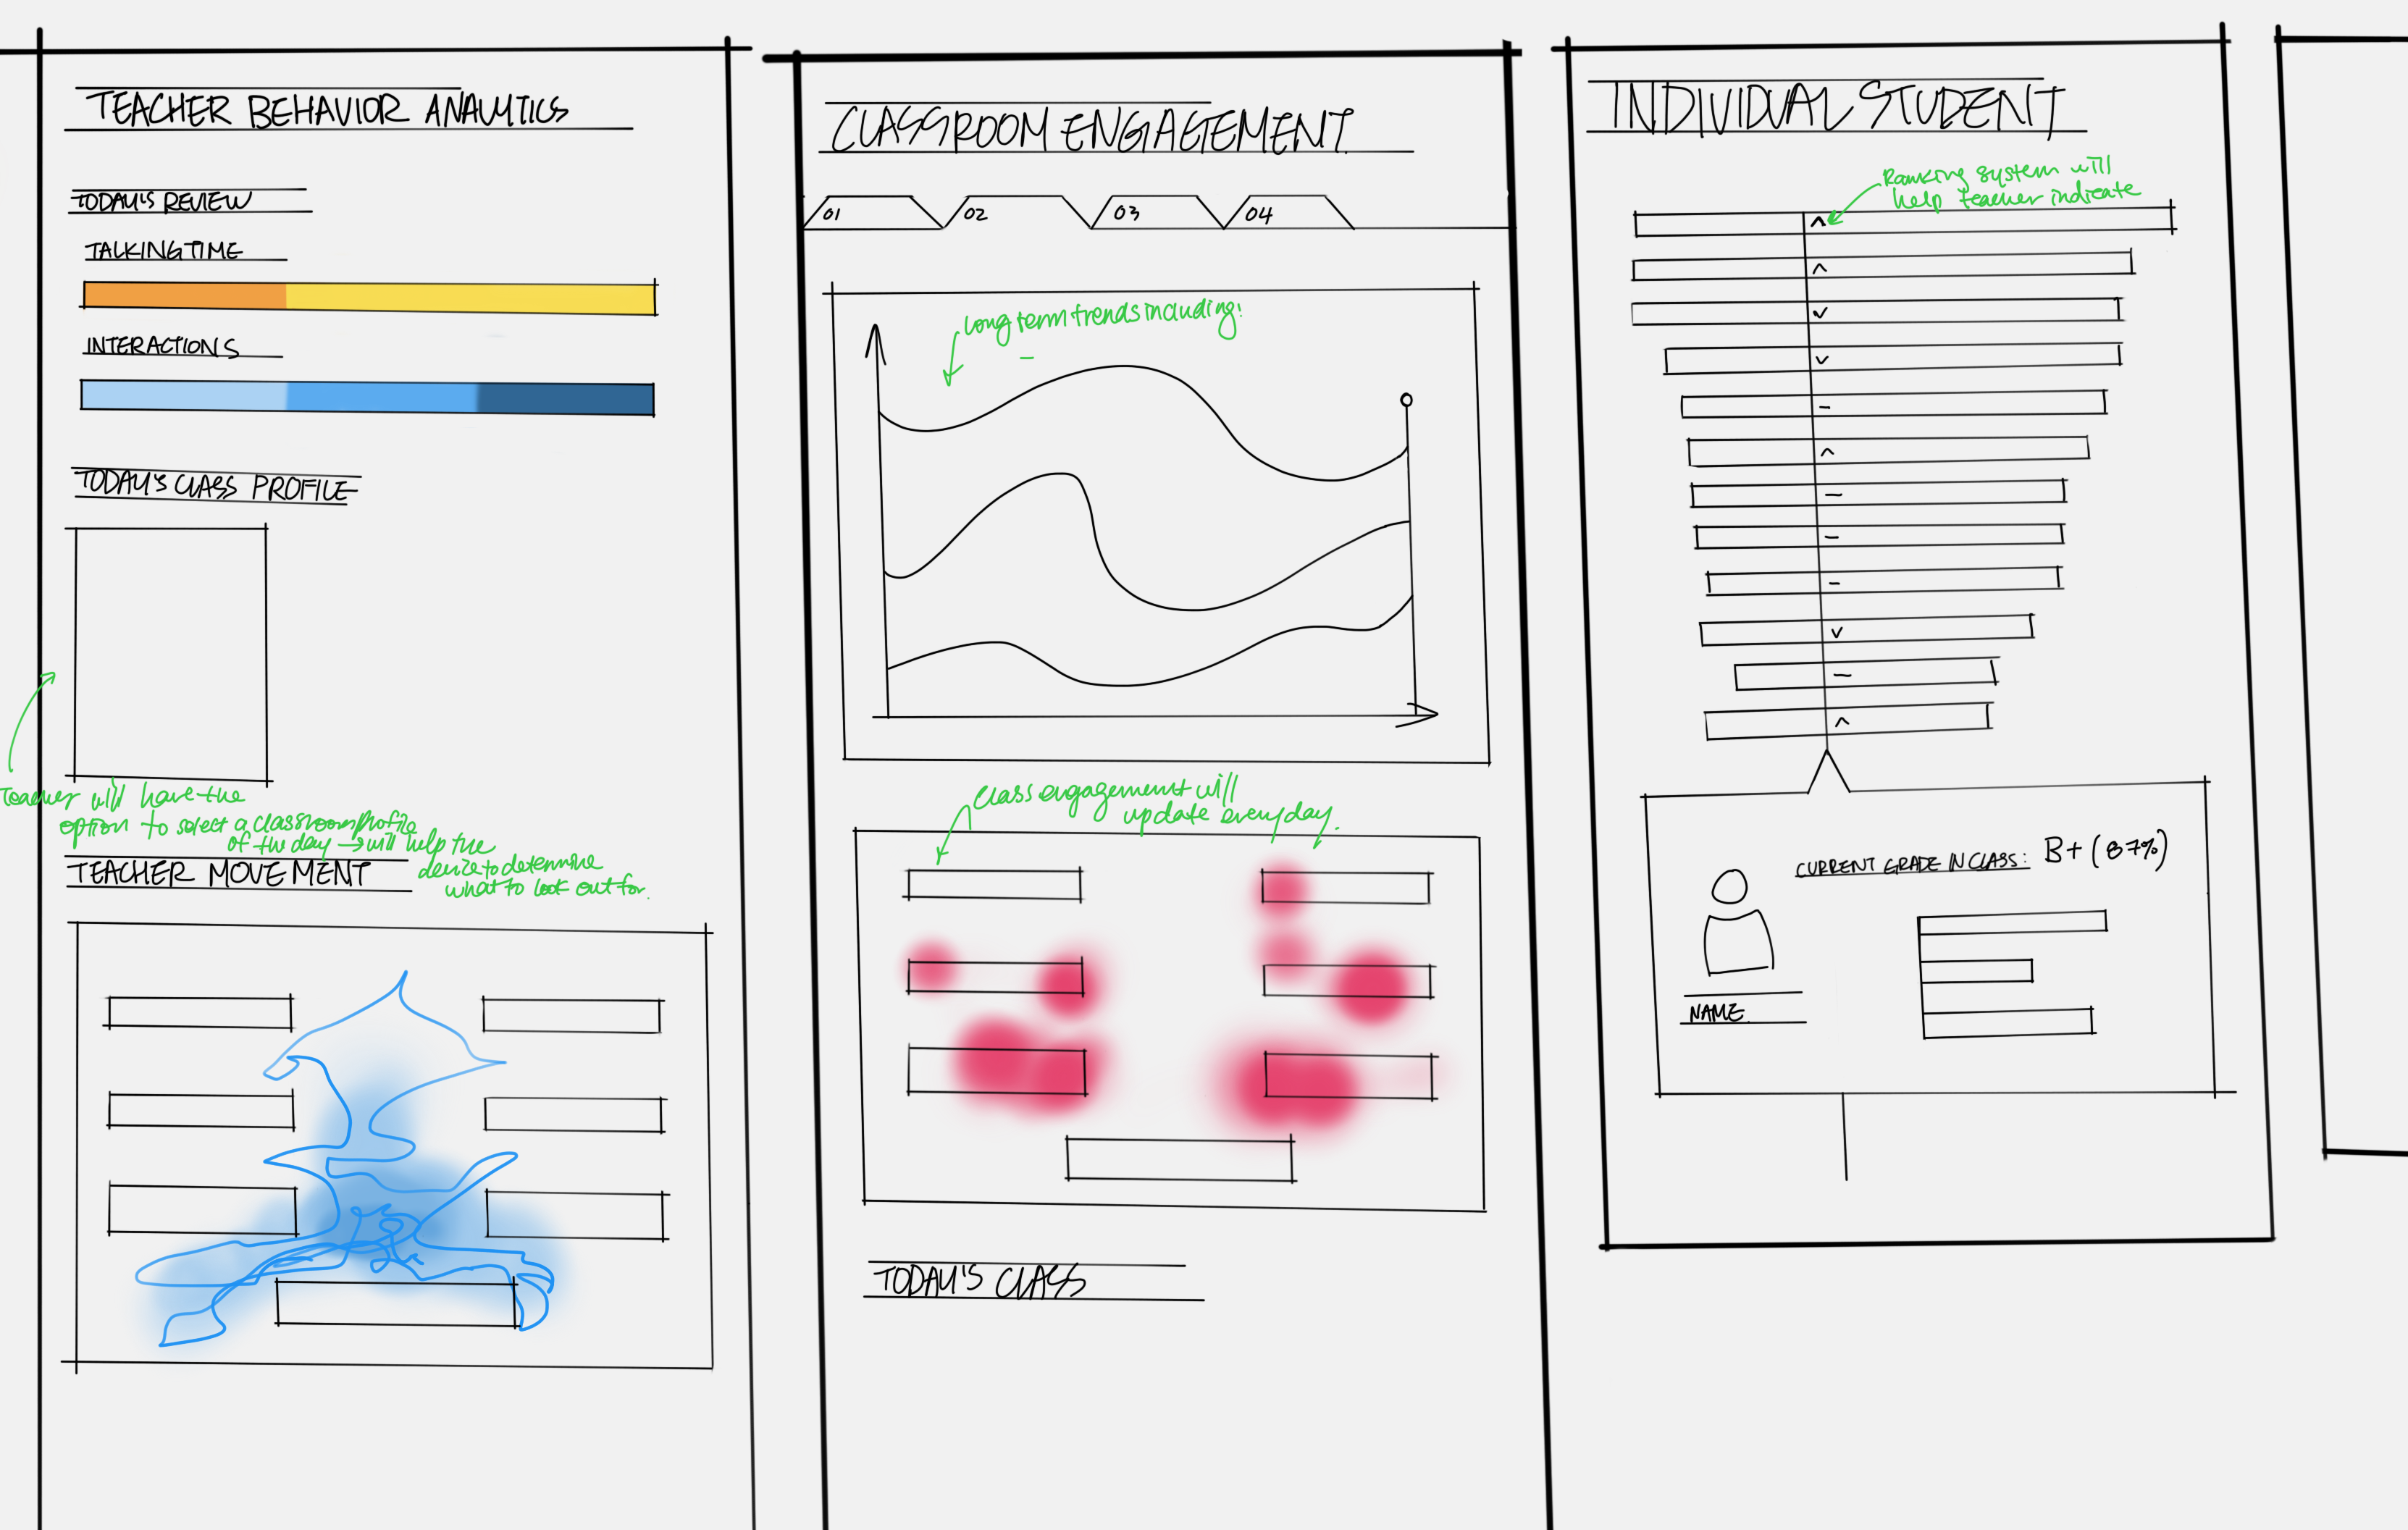 TEACHER BEHAVIOR ANALYTICS
TODAY'S REVIEW
TALKING TIME
INTERACTIONS
TODAY'S CLASS PROFILE
Teacher will have the
option to select a classroom profile
of the day → will help the
device to determine
what to look out for.
TEACHER MOVEMENT
CLASSROOM ENGAGEMENT
01
02
03
04
Long term trends including:
-
Class engagement will
update everyday.
TODAY'S CLASS
INDIVIDUAL STUDENT
Ranking system will
help teacher indicate
^
^
v
v
-
^
-
-
-
v
-
^
CURRENT GRADE IN CLASS: B+ (87%)
NAME